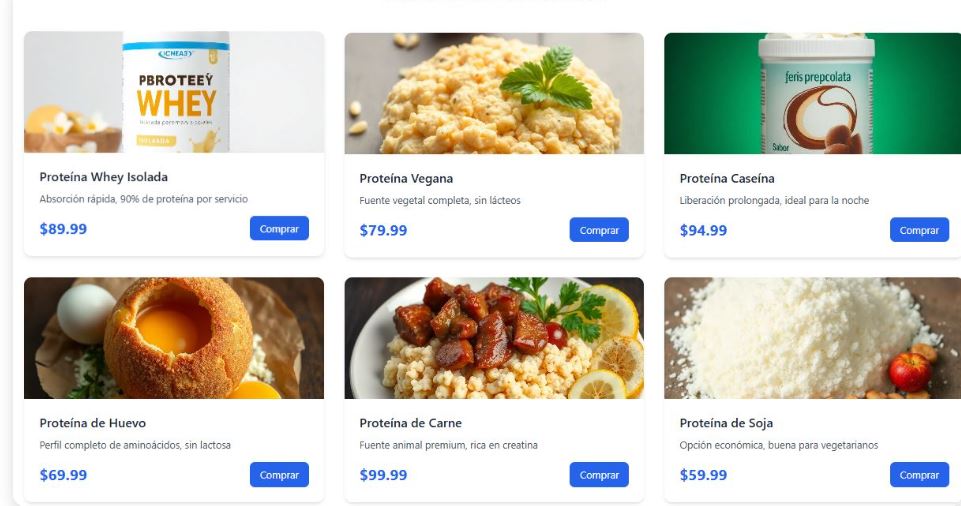 PBROTEEÝ
WHEY
feris prepcolata
Sabor
Proteína Whey Isolada
Absorción rápida, 90% de proteína por servicio
$89.99
Comprar
Proteína Vegana
Fuente vegetal completa, sin lácteos
$79.99
Comprar
Proteína Caseína
Liberación prolongada, ideal para la noche
$94.99
Comprar
Proteína de Huevo
Perfil completo de aminoácidos, sin lactosa
$69.99
Comprar
Proteína de Carne
Fuente animal premium, rica en creatina
$99.99
Comprar
Proteína de Soja
Opción económica, buena para vegetarianos
$59.99
Comprar